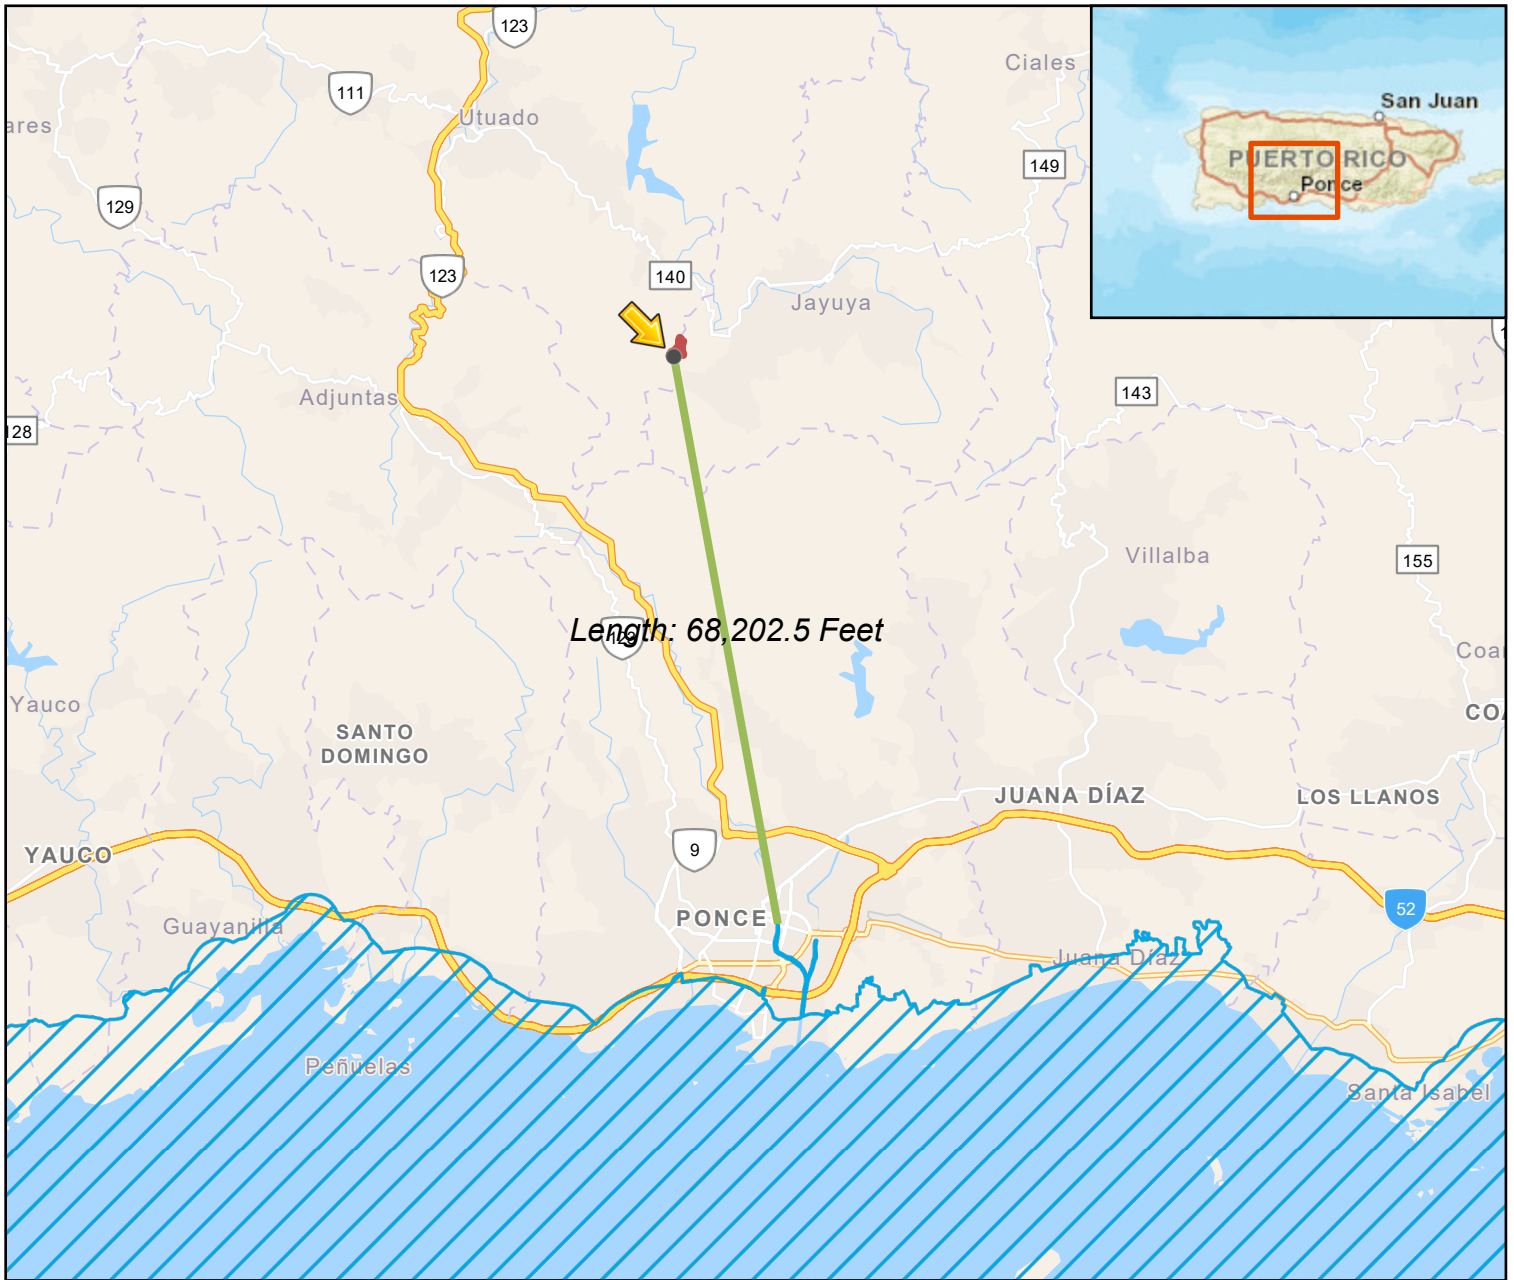 123
Ciales
San Juan
111
Utuado
ares
149
PUERTO RICO
Ponce
129
123
140
Jayuya
143
Adjuntas
128
Villalba
155
Length: 68,202.5 Feet
Coa
Yauco
SANTO
DOMINGO
COA
JUANA DÍAZ
LOS LLANOS
YAUCO
9
52
PONCE
Guayanilla
Juana Díaz
Peñuelas
Santa Isabel